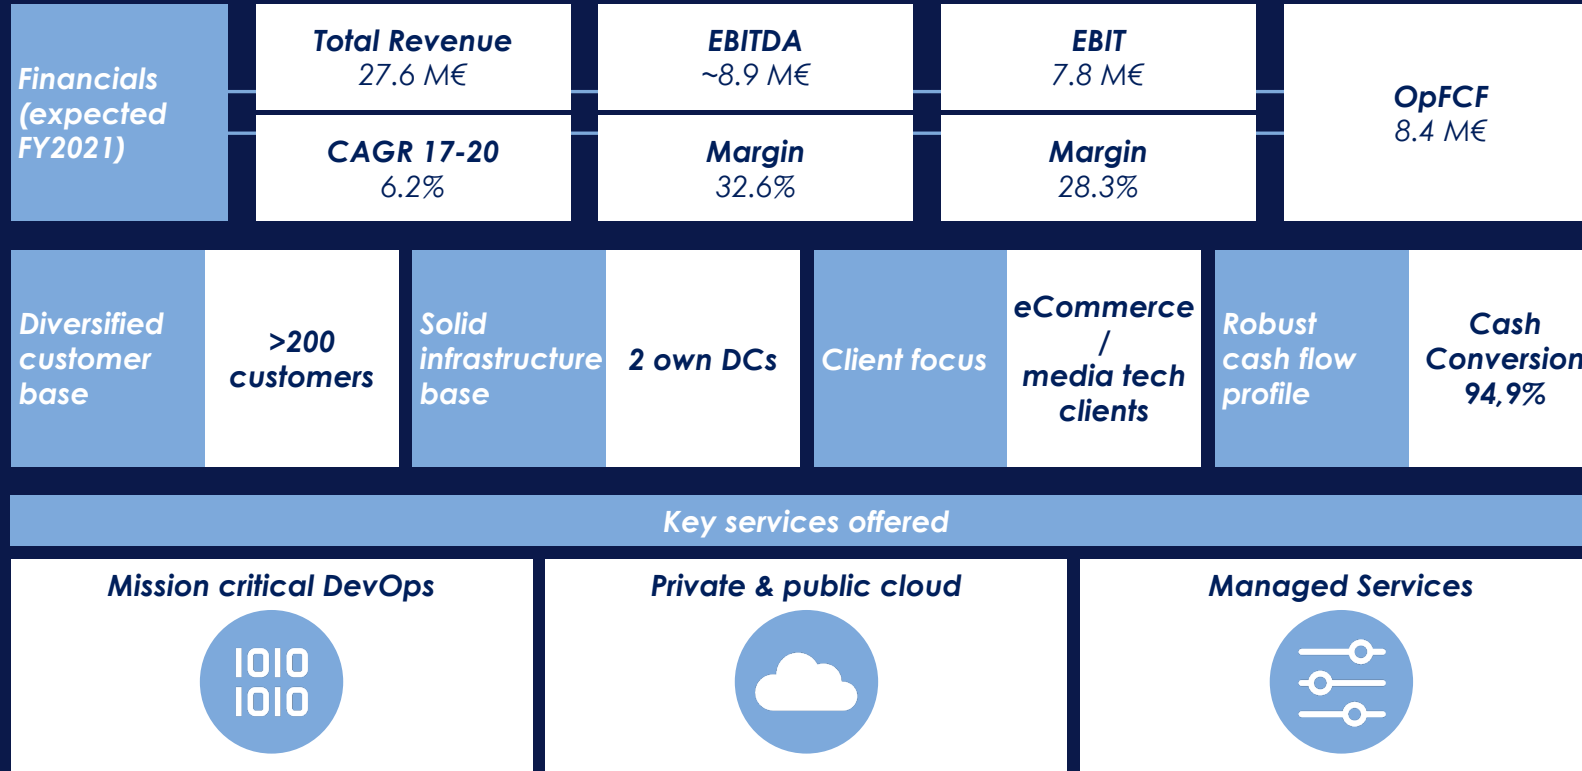 Financials
(expected
FY2021)
Total Revenue
27.6 M€
CAGR 17-20
6.2%
EBITDA
~8.9 M€
Margin
32.6%
EBIT
7.8 M€
Margin
28.3%
OpFCF
8.4 M€
Diversified
customer
base
>200
customers
Solid
infrastructure
base
2 own DCs
Client focus
eCommerce
/
media tech
clients
Robust
cash flow
profile
Cash
Conversion
94,9%
Key services offered
Mission critical DevOps
1010
1010
Private & public cloud
Managed Services